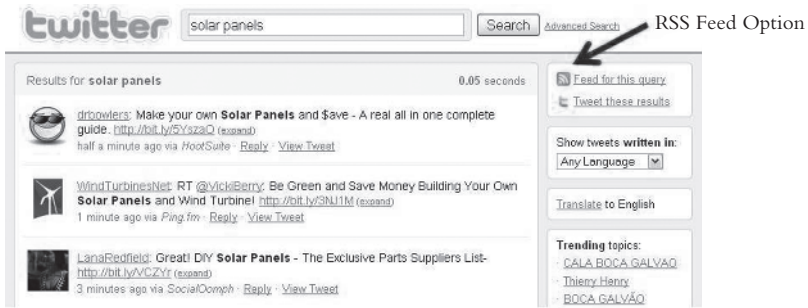 twitter
solar panels
Search
Advanced Search
RSS Feed Option
Results for solar panels
0.05 seconds
drbowlers: Make your own Solar Panels and $ave - A real all in one complete
guide. http://bit.ly/5YszaO (expand)
half a minute ago via HootSuite · Reply · View Tweet
WindTurbinesNet: RT @VickiBerry: Be Green and Save Money Building Your Own
Solar Panels and Wind Turbine! http://bit.ly/3NJ1M (expand)
1 minute ago via Ping.fm · Reply · View Tweet
LanaRedfield: Great! DIY Solar Panels - The Exclusive Parts Suppliers List-
http://bit.ly/VCZYr (expand)
3 minutes ago via SocialOomph · Reply · View Tweet
Feed for this query
Tweet these results
Show tweets written in:
Any Language
Translate to English
Trending topics:
· CALA BOCA GALVAO
· Thierry Henry
· BOCA GALVÃO